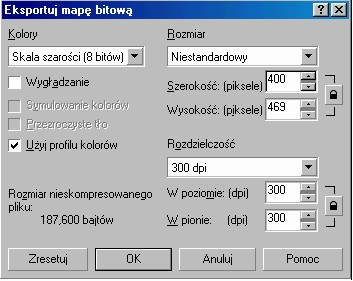 Eksportuj mapę bitową
Kolory
Skala szarości (8 bitów)
Wygładzanie
Symulowanie kolorów
Przezroczyste tło
Użyj profilu kolorów
Rozmiar nieskompresowanego
pliku:
187,600 bajtów
Rozmiar
Niestandardowy
Szerokość: (piksele) 400
Wysokość: (piksele) 469
Rozdzielczość
300 dpi
W poziomie: (dpi) 300
W pionie: (dpi) 300
Zresetuj OK Anuluj Pomoc